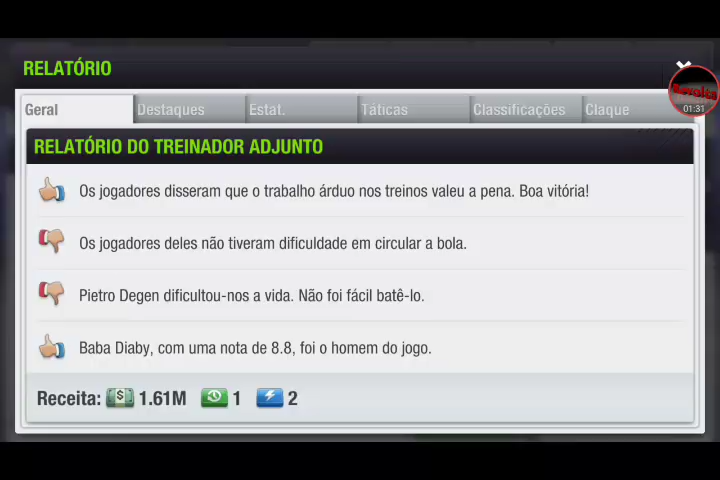 RELATÓRIO
Revolta
01:31
Geral
Destaques
Estat.
Táticas
Classificações
Claque
RELATÓRIO DO TREINADOR ADJUNTO
Os jogadores disseram que o trabalho árduo nos treinos valeu a pena. Boa vitória!
Os jogadores deles não tiveram dificuldade em circular a bola.
Pietro Degen dificultou-nos a vida. Não foi fácil batê-lo.
Baba Diaby, com uma nota de 8.8, foi o homem do jogo.
Receita: $ 1.61M 1 2